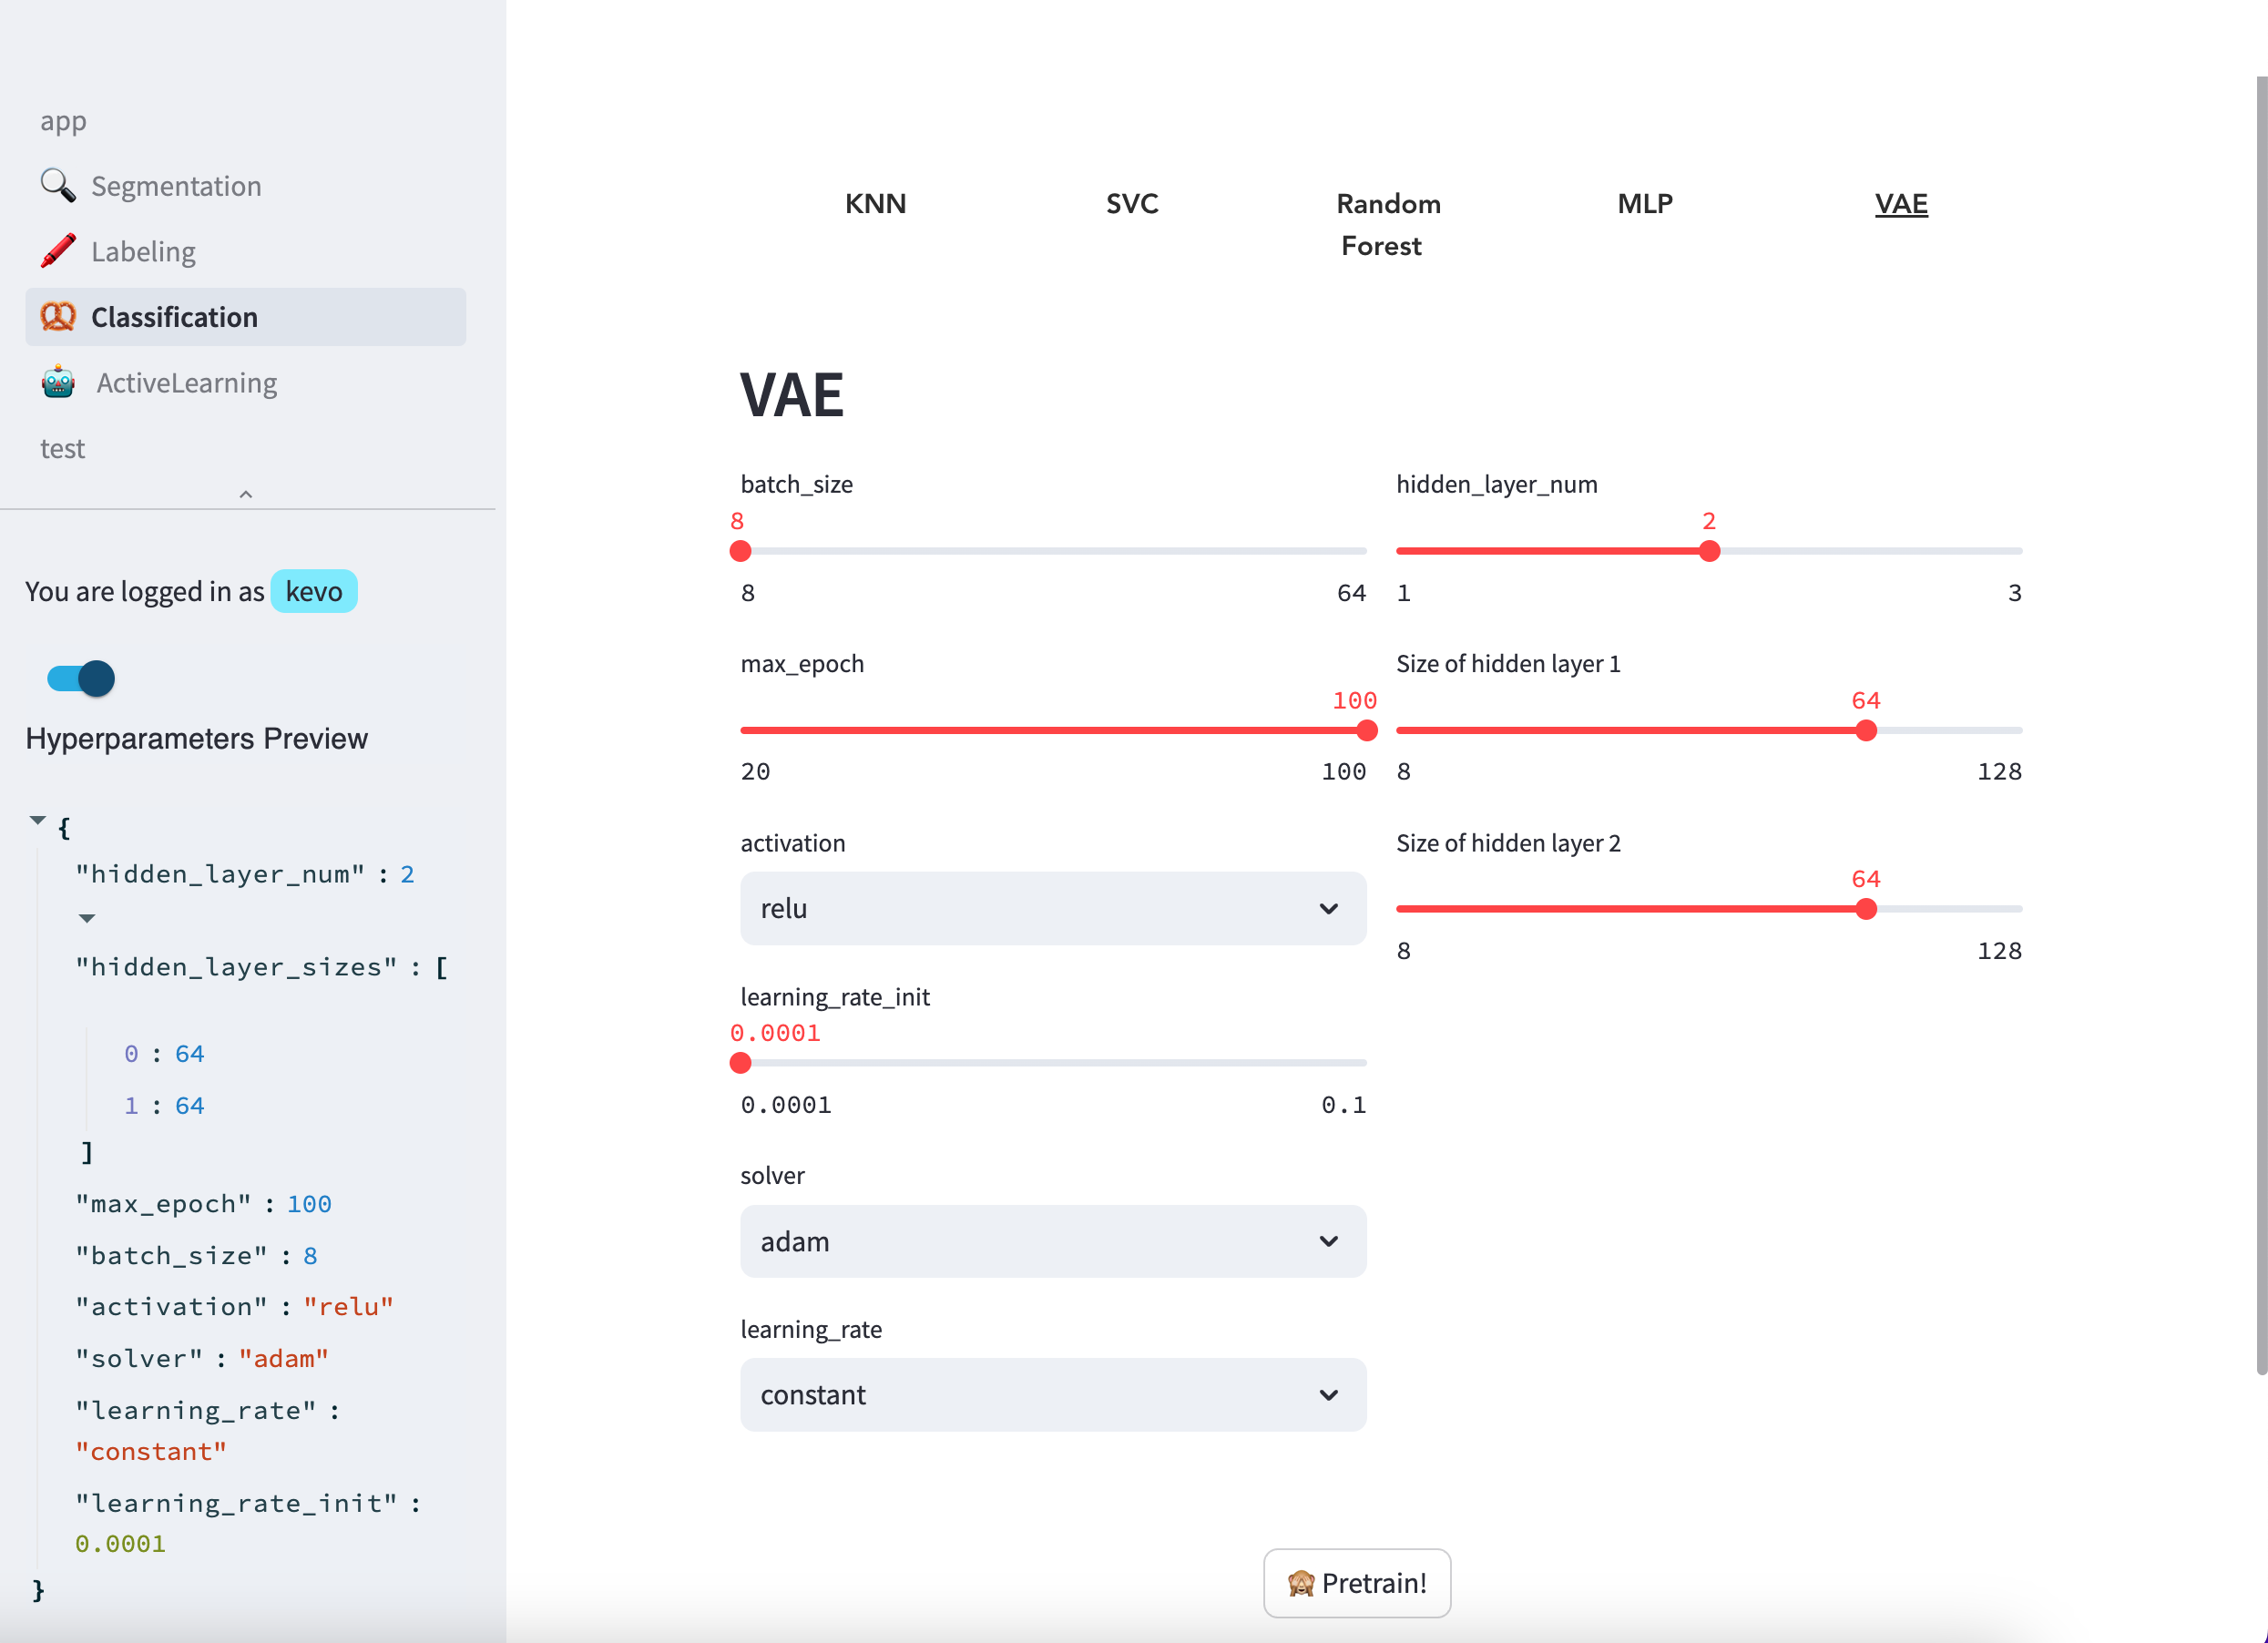 app
Segmentation
Labeling
Classification
ActiveLearning
test
You are logged in as kevo
Hyperparameters Preview
{
"hidden_layer_num" : 2
"hidden_layer_sizes" : [
0 : 64
1 : 64
]
"max_epoch" : 100
"batch_size" : 8
"activation" : "relu"
"solver" : "adam"
"learning_rate" :
"constant"
"learning_rate_init" :
0.0001
}
KNN
SVC
Random
Forest
MLP
VAE
VAE
batch_size
8
8 64
max_epoch
100
20 100
activation
relu
learning_rate_init
0.0001
0.0001 0.1
solver
adam
learning_rate
constant
hidden_layer_num
2
1 3
Size of hidden layer 1
64
8 128
Size of hidden layer 2
64
8 128
Pretrain!